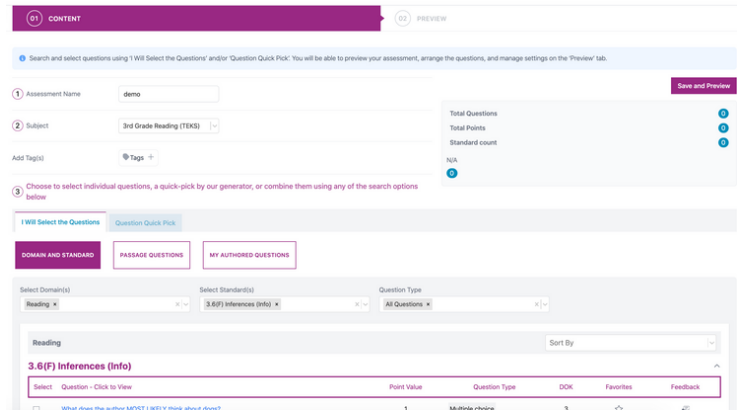 01 CONTENT
02 PREVIEW
Search and select questions using 'I Will Select the Questions' and/or 'Question Quick Pick'. You will be able to preview your assessment, arrange the questions, and manage settings on the 'Preview' tab.
Save and Preview
1 Assessment Name demo
2 Subject 3rd Grade Reading (TEKS)
Add Tag(s) Tags +
Total Questions 0
Total Points 0
Standard count 0
N/A
0
3 Choose to select individual questions, a quick-pick by our generator, or combine them using any of the search options
below
I Will Select the Questions Question Quick Pick
DOMAIN AND STANDARD PASSAGE QUESTIONS MY AUTHORED QUESTIONS
Select Domain(s) Select Standard(s) Question Type
Reading × 3.6(F) Inferences (Info) × All Questions ×
Reading Sort By
3.6(F) Inferences (Info)
Select Question - Click to View Point Value Question Type DOK Favorites Feedback
What does the author MOST LIKELY think about dogs? 1 Multiple choice 3